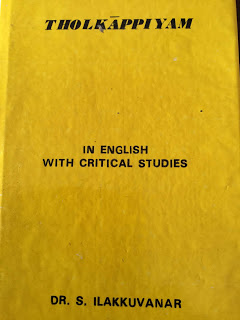 THOLKĀPPIYAM
IN ENGLISH
WITH CRITICAL STUDIES
DR. S. ILAKKUVANAR